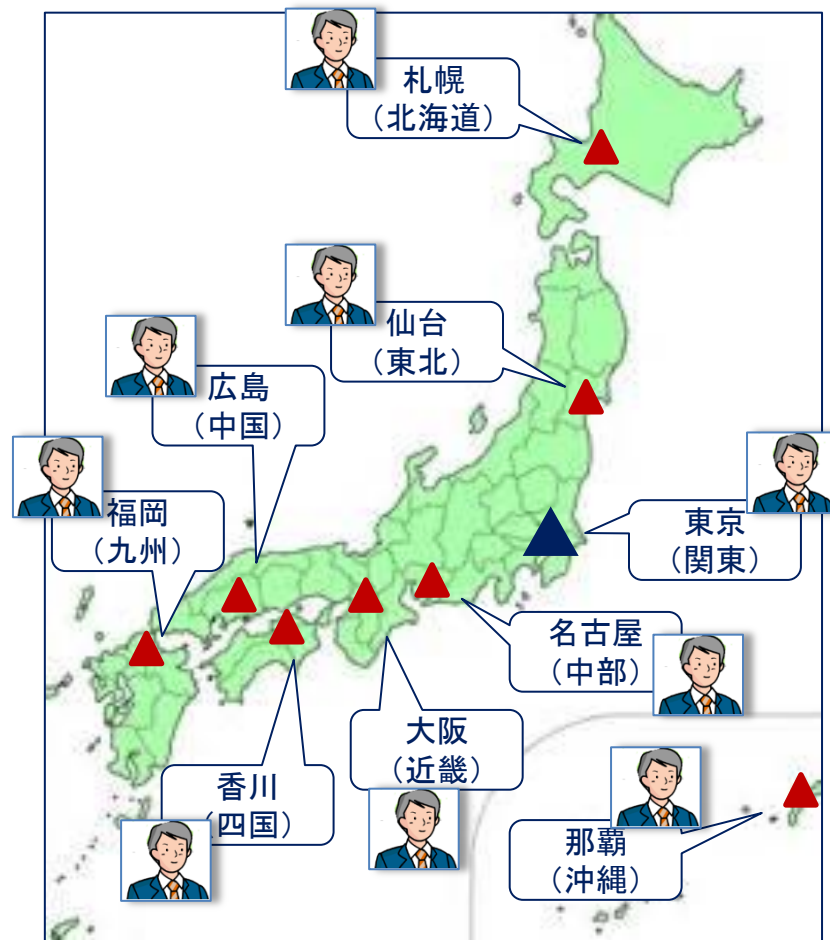 札幌
（北海道）
仙台
（東北）
広島
（中国）
福岡
（九州）
東京
（関東）
名古屋
（中部）
大阪
（近畿）
香川
（四国）
那覇
（沖縄）